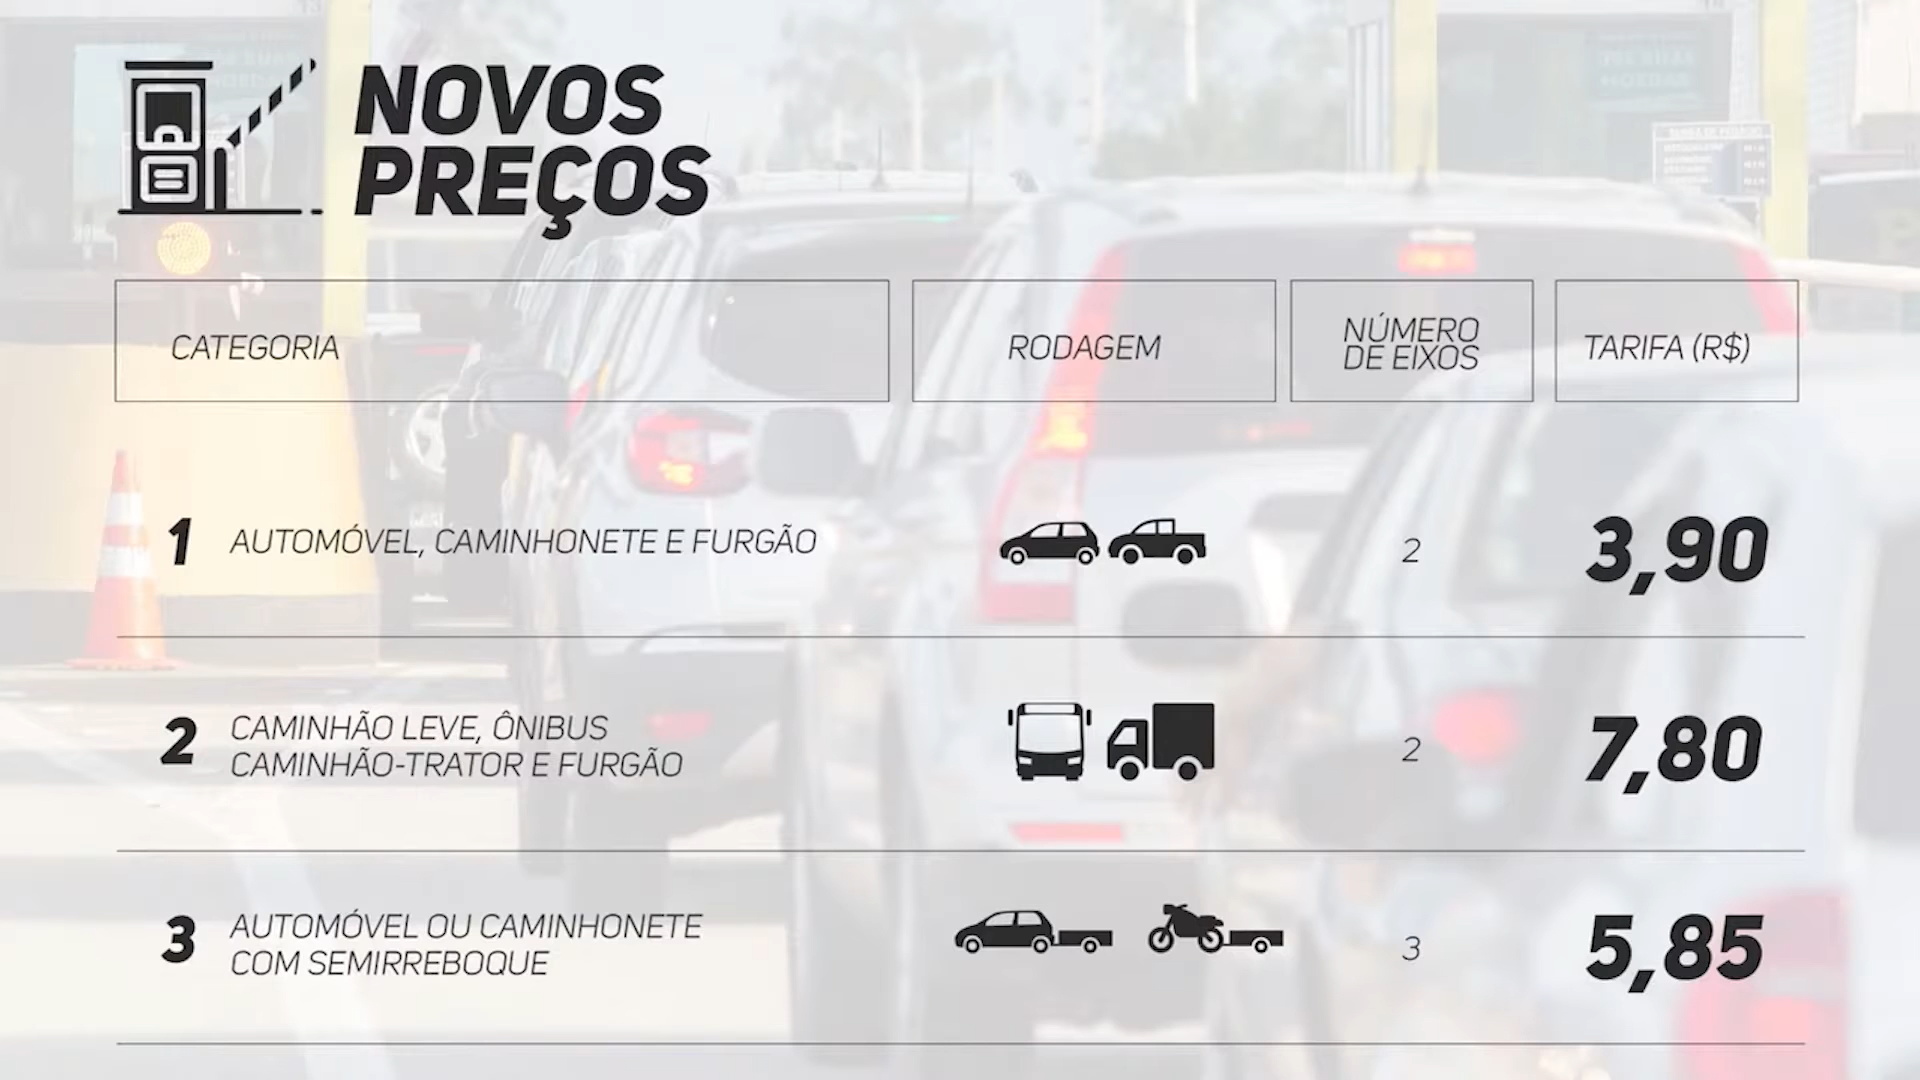 NOVOS
PREÇOS
CATEGORIA
RODAGEM
NÚMERO
DE EIXOS
TARIFA (R$)
1
AUTOMÓVEL, CAMINHONETE E FURGÃO
2
3,90
2
CAMINHÃO LEVE, ÔNIBUS
CAMINHÃO-TRATOR E FURGÃO
2
7,80
3
AUTOMÓVEL OU CAMINHONETE
COM SEMIRREBOQUE
3
5,85